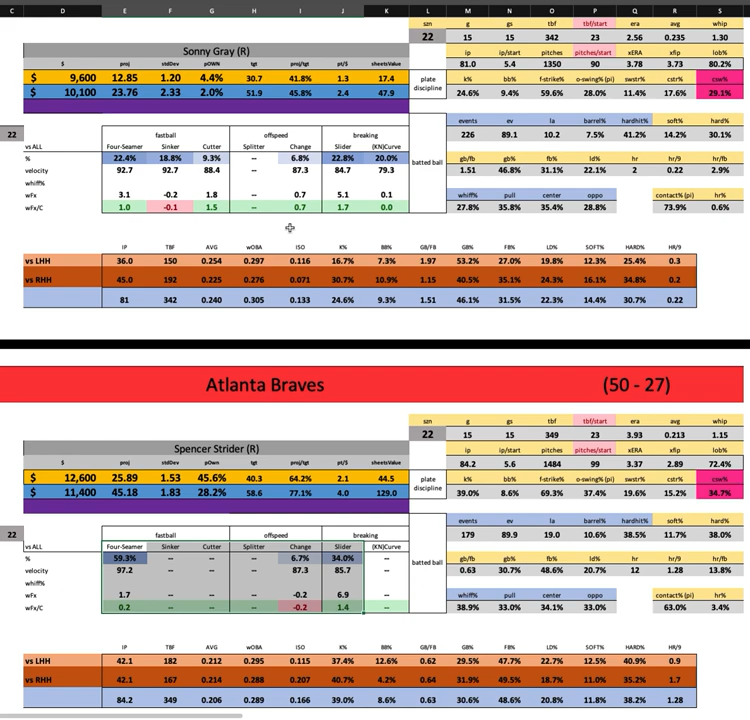 C D E F G H I J K L M N O P Q R S
szn g gs tbf tbf/start era avg whip
22 15 15 342 23 2.56 0.235 1.30
Sonny Gray (R)
ip ip/start pitches pitches/start xERA xfip lob%
81.0 5.4 1350 90 3.78 3.73 80.2%
$ proj stdDev pOWN tgt proj/tgt pt/$ sheetsValue
$ 9,600 12.85 1.20 4.4% 30.7 41.8% 1.3 17.4
$ 10,100 23.76 2.33 2.0% 51.9 45.8% 2.4 47.9
plate discipline
k% bb% f-strike% o-swing% (pi) swstr% cstr% csw%
24.6% 9.4% 59.6% 28.0% 11.4% 17.6% 29.1%
events ev la barrel% hardhit% soft% hard%
226 89.1 10.2 7.5% 41.2% 14.2% 30.1%
22 fastball offspeed breaking
vs ALL Four-Seamer Sinker Cutter Splitter Change Slider (KN)Curve
% 22.4% 18.8% 9.3% -- 6.8% 22.8% 20.0%
velocity 92.7 92.7 88.4 -- 87.3 84.7 79.3
whiff%
wFx 3.1 -0.2 1.8 -- 0.7 5.1 0.1
wFx/C 1.0 -0.1 1.5 -- 0.7 1.7 0.0
batted ball
gb/fb gb% fb% ld% hr hr/9 hr/fb
1.51 46.8% 31.1% 22.1% 2 0.22 2.9%
whiff% pull center oppo contact% (pi) hr%
27.8% 35.8% 35.4% 28.8% 73.9% 0.6%
IP TBF AVG wOBA ISO K% BB% GB/FB GB% FB% LD% SOFT% HARD% HR/9
vs LHH 36.0 150 0.254 0.297 0.116 16.7% 7.3% 1.97 53.2% 27.0% 19.8% 12.3% 25.4% 0.3
vs RHH 45.0 192 0.225 0.276 0.071 30.7% 10.9% 1.15 40.5% 35.1% 24.3% 16.1% 34.8% 0.2
81 342 0.240 0.305 0.133 24.6% 9.3% 1.51 46.1% 31.5% 22.3% 14.4% 30.7% 0.22
Atlanta Braves (50 - 27)
szn g gs tbf tbf/start era avg whip
22 15 15 349 23 3.93 0.213 1.15
Spencer Strider (R)
ip ip/start pitches pitches/start xERA xfip lob%
84.2 5.6 1484 99 3.37 2.89 72.4%
$ proj stdDev pOwn tgt proj/tgt pt/$ sheetsValue
$ 12,600 25.89 1.53 45.6% 40.3 64.2% 2.1 44.5
$ 11,400 45.18 1.83 28.2% 58.6 77.1% 4.0 129.0
plate discipline
k% bb% f-strike% o-swing% (pi) swstr% cstr% csw%
39.0% 8.6% 69.3% 37.4% 19.6% 15.2% 34.7%
events ev la barrel% hardhit% soft% hard%
179 89.9 19.0 10.6% 38.5% 11.7% 38.0%
22 fastball offspeed breaking
vs ALL Four-Seamer Sinker Cutter Splitter Change Slider (KN)Curve
% 59.3% -- -- -- 6.7% 34.0% --
velocity 97.2 -- -- -- 87.3 85.7 --
whiff%
wFx 1.7 -- -- -- -0.2 6.9 --
wFx/C 0.2 -- -- -- -0.2 1.4 --
batted ball
gb/fb gb% fb% ld% hr hr/9 hr/fb
0.63 30.7% 48.6% 20.7% 12 1.28 13.8%
whiff% pull center oppo contact% (pi) hr%
38.9% 33.0% 34.1% 33.0% 63.0% 3.4%
IP TBF AVG wOBA ISO K% BB% GB/FB GB% FB% LD% SOFT% HARD% HR/9
vs LHH 42.1 182 0.212 0.295 0.115 37.4% 12.6% 0.62 29.5% 47.7% 22.7% 12.5% 40.9% 0.9
vs RHH 42.1 167 0.214 0.288 0.207 40.7% 4.2% 0.64 31.9% 49.5% 18.7% 11.0% 35.2% 1.7
84.2 349 0.206 0.289 0.166 39.0% 8.6% 0.63 30.6% 48.6% 20.8% 11.8% 38.2% 1.28